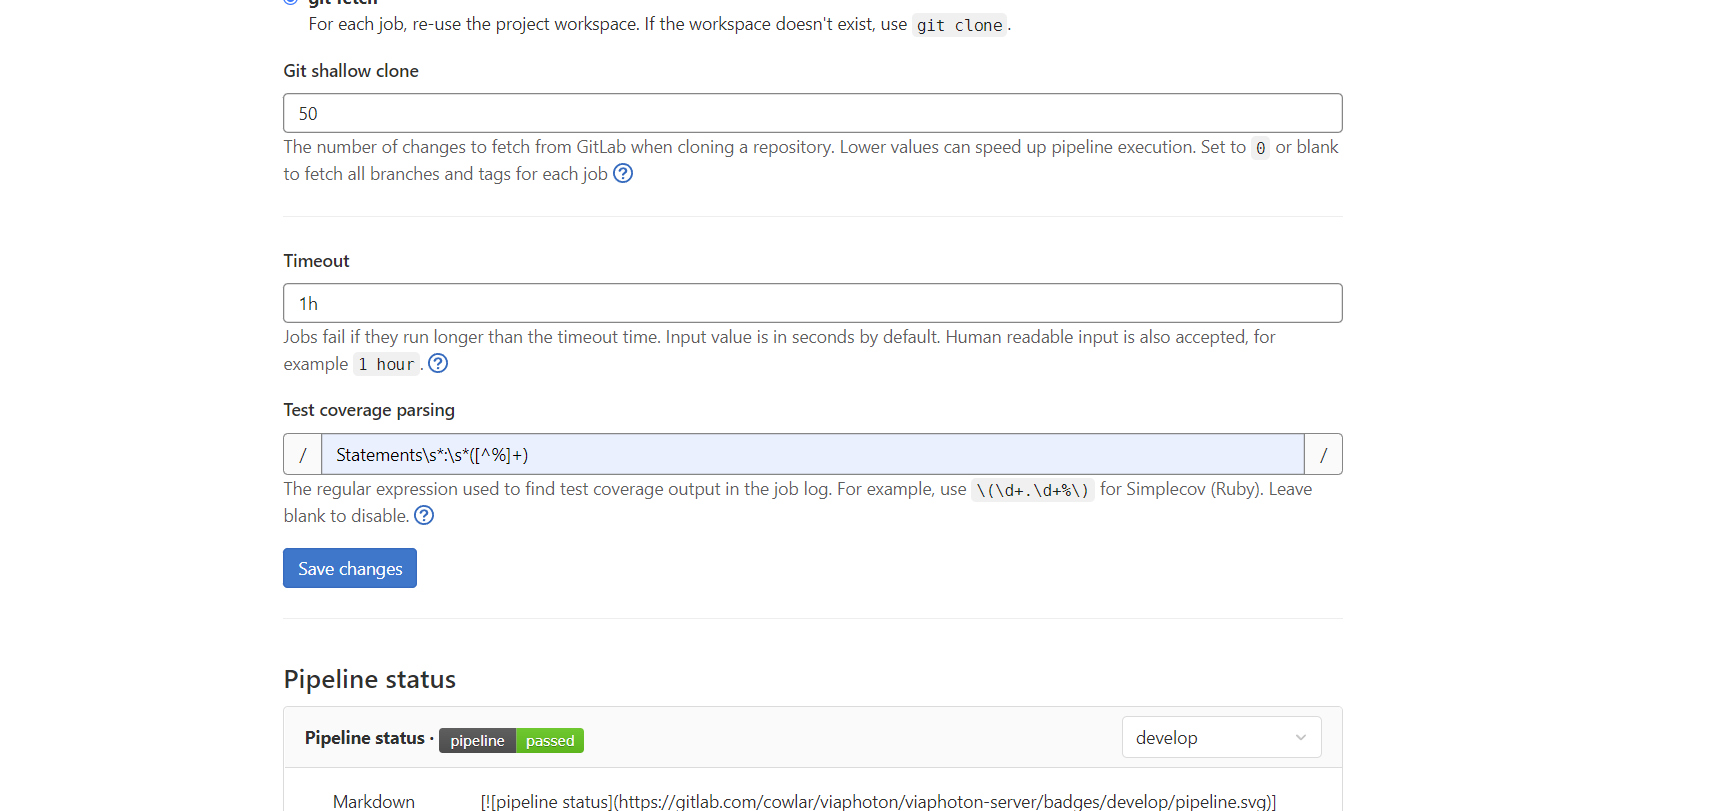 git fetch
For each job, re-use the project workspace. If the workspace doesn't exist, use git clone.
Git shallow clone
50
The number of changes to fetch from GitLab when cloning a repository. Lower values can speed up pipeline execution. Set to 0 or blank
to fetch all branches and tags for each job ?
Timeout
1h
Jobs fail if they run longer than the timeout time. Input value is in seconds by default. Human readable input is also accepted, for
example 1 hour. ?
Test coverage parsing
/ Statements\s*:\s*([^%]+) /
The regular expression used to find test coverage output in the job log. For example, use \(\d+.\d+%\) for Simplecov (Ruby). Leave
blank to disable. ?
Save changes
Pipeline status
Pipeline status · pipeline passed develop
Markdown [![pipeline status](https://gitlab.com/cowlar/viaphoton/viaphoton-server/badges/develop/pipeline.svg)]